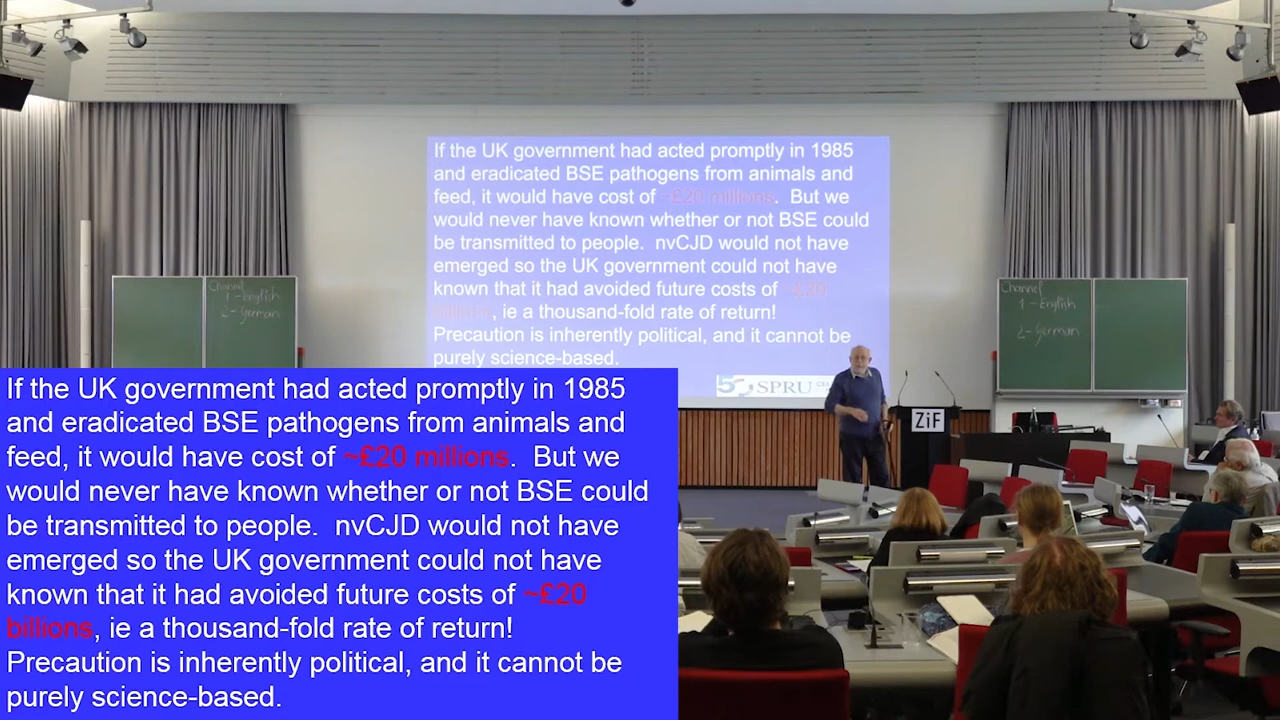 If the UK government had acted promptly in 1985
and eradicated BSE pathogens from animals and
feed, it would have cost of ~£20 millions. But we
would never have known whether or not BSE could
be transmitted to people. nvCJD would not have
emerged so the UK government could not have
known that it had avoided future costs of ~£20
billions, ie a thousand-fold rate of return!
Precaution is inherently political, and it cannot be
purely science-based.
SPRU
Channel
1 - English
2 - German
Channel
1 - English
2 - German
ZiF
If the UK government had acted promptly in 1985
and eradicated BSE pathogens from animals and
feed, it would have cost of ~£20 millions. But we
would never have known whether or not BSE could
be transmitted to people. nvCJD would not have
emerged so the UK government could not have
known that it had avoided future costs of ~£20
billions, ie a thousand-fold rate of return!
Precaution is inherently political, and it cannot be
purely science-based.